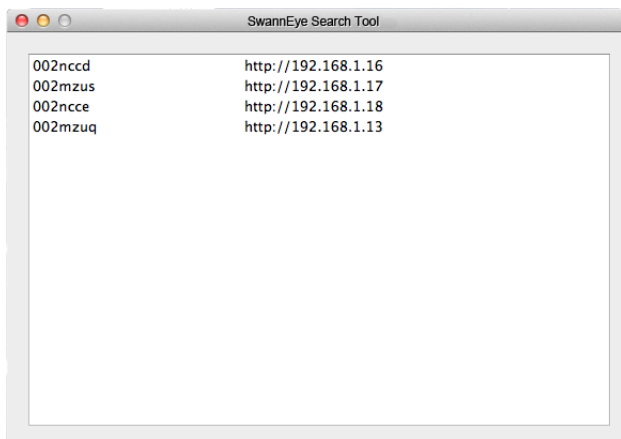 SwannEye Search Tool
002nccd http://192.168.1.16
002mzus http://192.168.1.17
002ncce http://192.168.1.18
002mzuq http://192.168.1.13